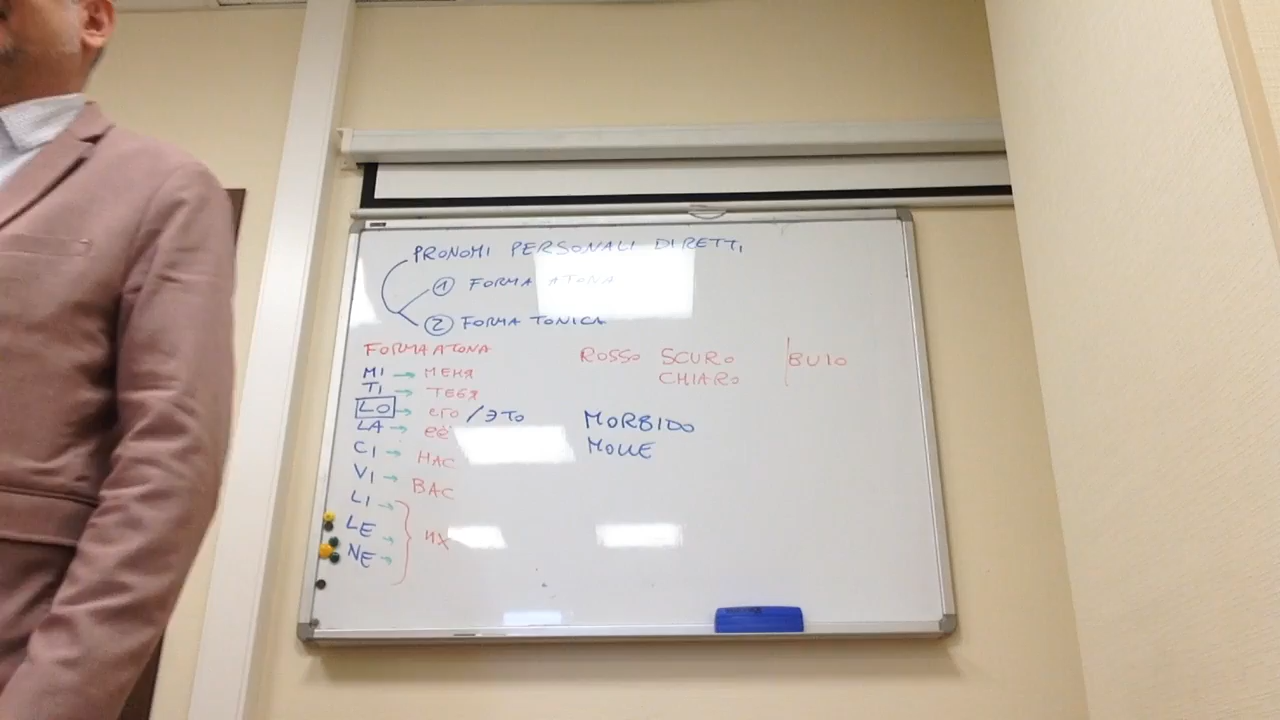 PRONOMI PERSONALI DIRETTI
① FORMA ATONA
② FORMA TONICA
FORMA ATONA
MI → МЕНЯ
TI → ТЕБЯ
LO → его / ЭТО
LA → её
CI → НАС
VI → ВАС
LI →
LE → их
NE →
ROSSO SCURO | BUIO
CHIARO
MORBIDO
MOLLE